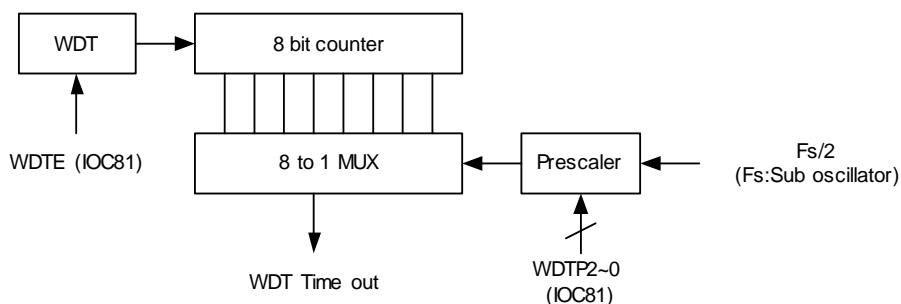 WDT
8 bit counter
WDTE (IOC81)
8 to 1 MUX
Prescaler
Fs/2
(Fs:Sub oscillator)
WDT Time out
WDTP2~0
(IOC81)